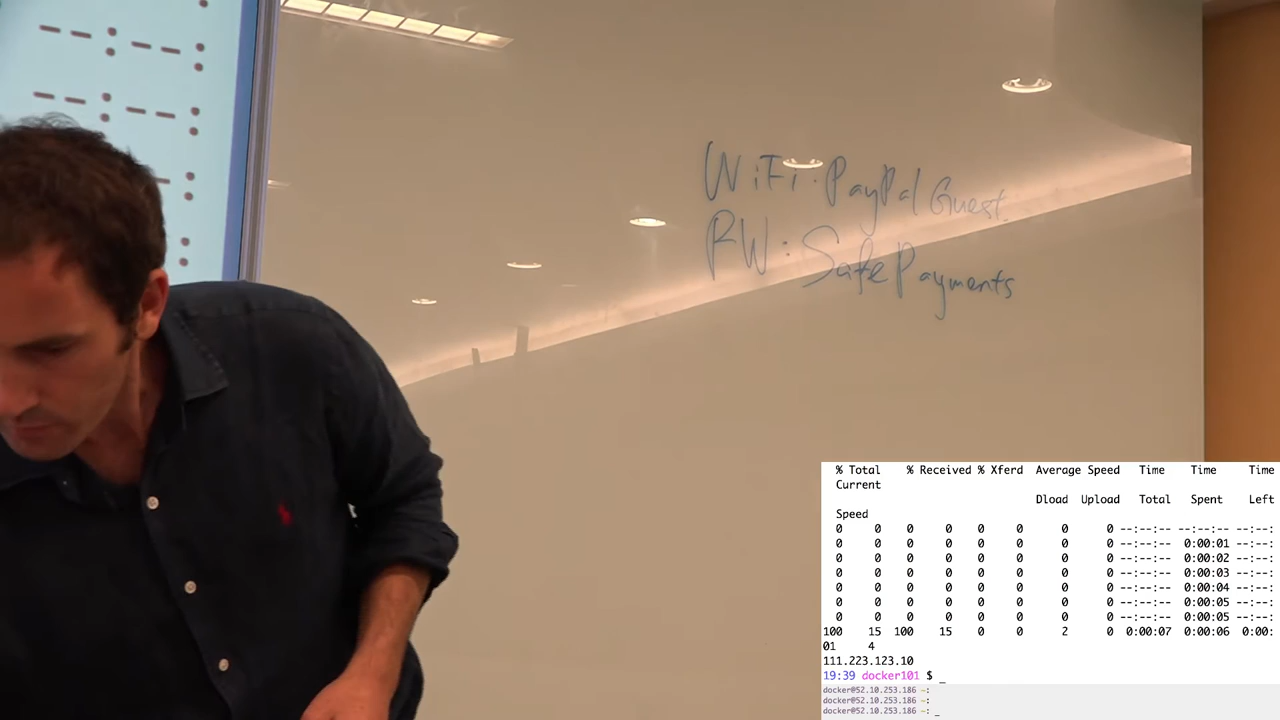 WiFi: PayPal Guest
PW: SafePayments
% Total % Received % Xferd Average Speed Time Time Time
Current
Dload Upload Total Spent Left
Speed
0 0 0 0 0 0 0 0 --:--:-- --:--:-- --:--:
0 0 0 0 0 0 0 0 --:--:-- 0:00:01 --:--:
0 0 0 0 0 0 0 0 --:--:-- 0:00:02 --:--:
0 0 0 0 0 0 0 0 --:--:-- 0:00:03 --:--:
0 0 0 0 0 0 0 0 --:--:-- 0:00:04 --:--:
0 0 0 0 0 0 0 0 --:--:-- 0:00:05 --:--:
0 0 0 0 0 0 0 0 --:--:-- 0:00:05 --:--:
100 15 100 15 0 0 2 0 0:00:07 0:00:06 0:00:
01 4
111.223.123.10
19:39 docker101 $ _
docker@52.10.253.186 ~:
docker@52.10.253.186 ~:
docker@52.10.253.186 ~: _